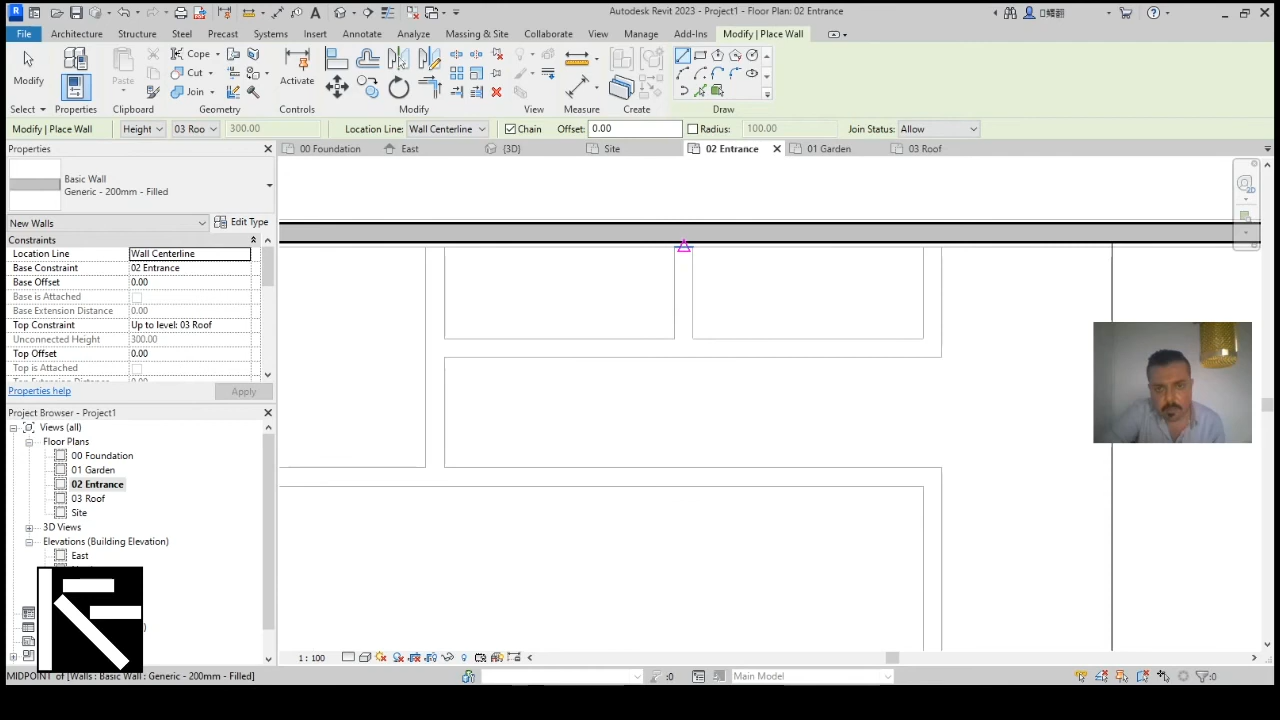 Autodesk Revit 2023 - Project1 - Floor Plan: 02 Entrance
File Architecture Structure Steel Precast Systems Insert Annotate Analyze Massing & Site Collaborate View Manage Add-Ins Modify | Place Wall
Modify Paste Cope Cut Join Activate
Select Properties Clipboard Geometry Controls Modify View Measure Create Draw
Modify | Place Wall Height 03 Roo 300.00 Location Line: Wall Centerline Chain Offset: 0.00 Radius: 100.00 Join Status: Allow
Properties
00 Foundation East {3D} Site 02 Entrance 01 Garden 03 Roof
Basic Wall
Generic - 200mm - Filled
New Walls Edit Type
Constraints
Location Line Wall Centerline
Base Constraint 02 Entrance
Base Offset 0.00
Base is Attached
Base Extension Distance 0.00
Top Constraint Up to level: 03 Roof
Unconnected Height 300.00
Top Offset 0.00
Top is Attached
Properties help Apply
Project Browser - Project1
Views (all)
Floor Plans
00 Foundation
01 Garden
02 Entrance
03 Roof
Site
3D Views
Elevations (Building Elevation)
East
1 : 100
MIDPOINT of [Walls : Basic Wall : Generic - 200mm - Filled] :0 Main Model :0